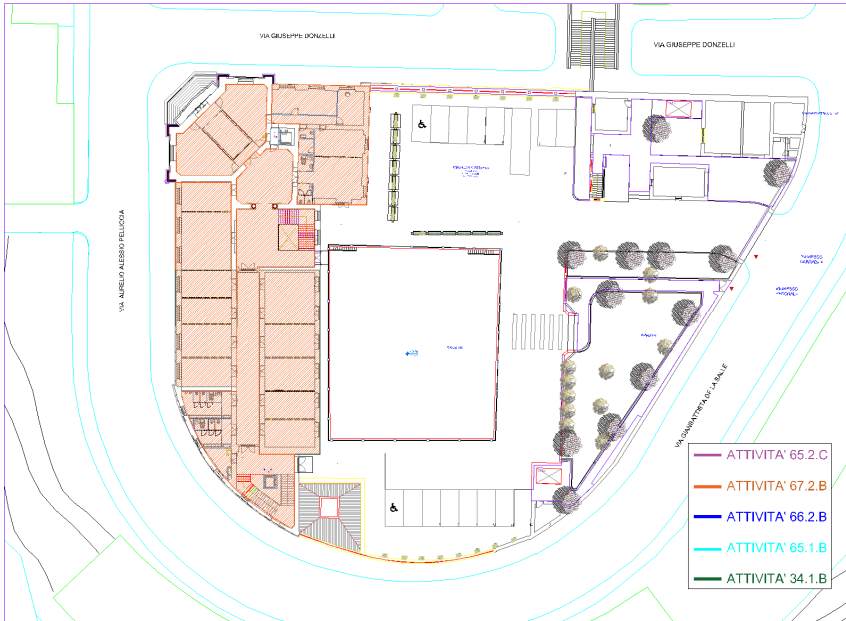 VIA GIUSEPPE DONZELLI
VIA GIUSEPPE DONZELLI
VIA AURELIO ALESSIO PELLICCIA
VIA GIANBATTISTA DE LA SALLE
ATTIVITA' 65.2.C
ATTIVITA' 67.2.B
ATTIVITA' 66.2.B
ATTIVITA' 65.1.B
ATTIVITA' 34.1.B